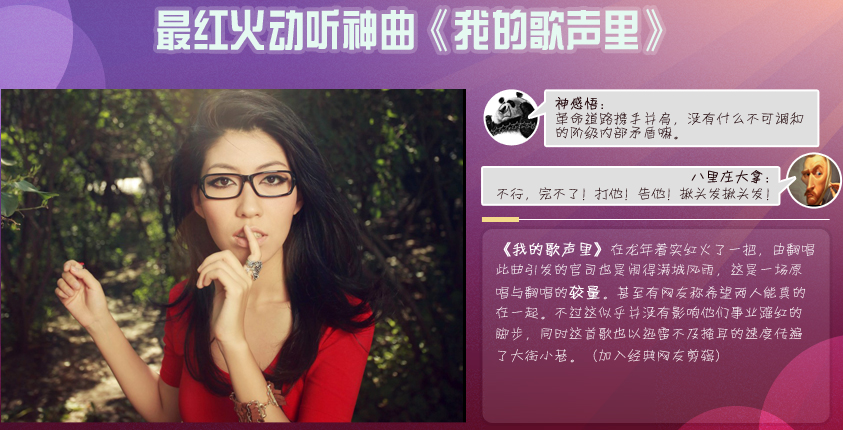 最红火动听神曲《我的歌声里》
神感悟：
革命道路携手并肩，没有什么不可调和
的阶级内部矛盾嘛。
八里庄大拿：
不行，完不了！打他！告他！揪头发揪头发！
《我的歌声里》在龙年着实红火了一把，由翻唱
此曲引发的官司也是闹得满城风雨，这是一场原
唱与翻唱的较量。甚至有网友称希望两人能真的
在一起。不过这似乎并没有影响他们事业蹿红的
脚步，同时这首歌也以迅雷不及掩耳的速度传遍
了大街小巷。（加入经典网友剪辑）